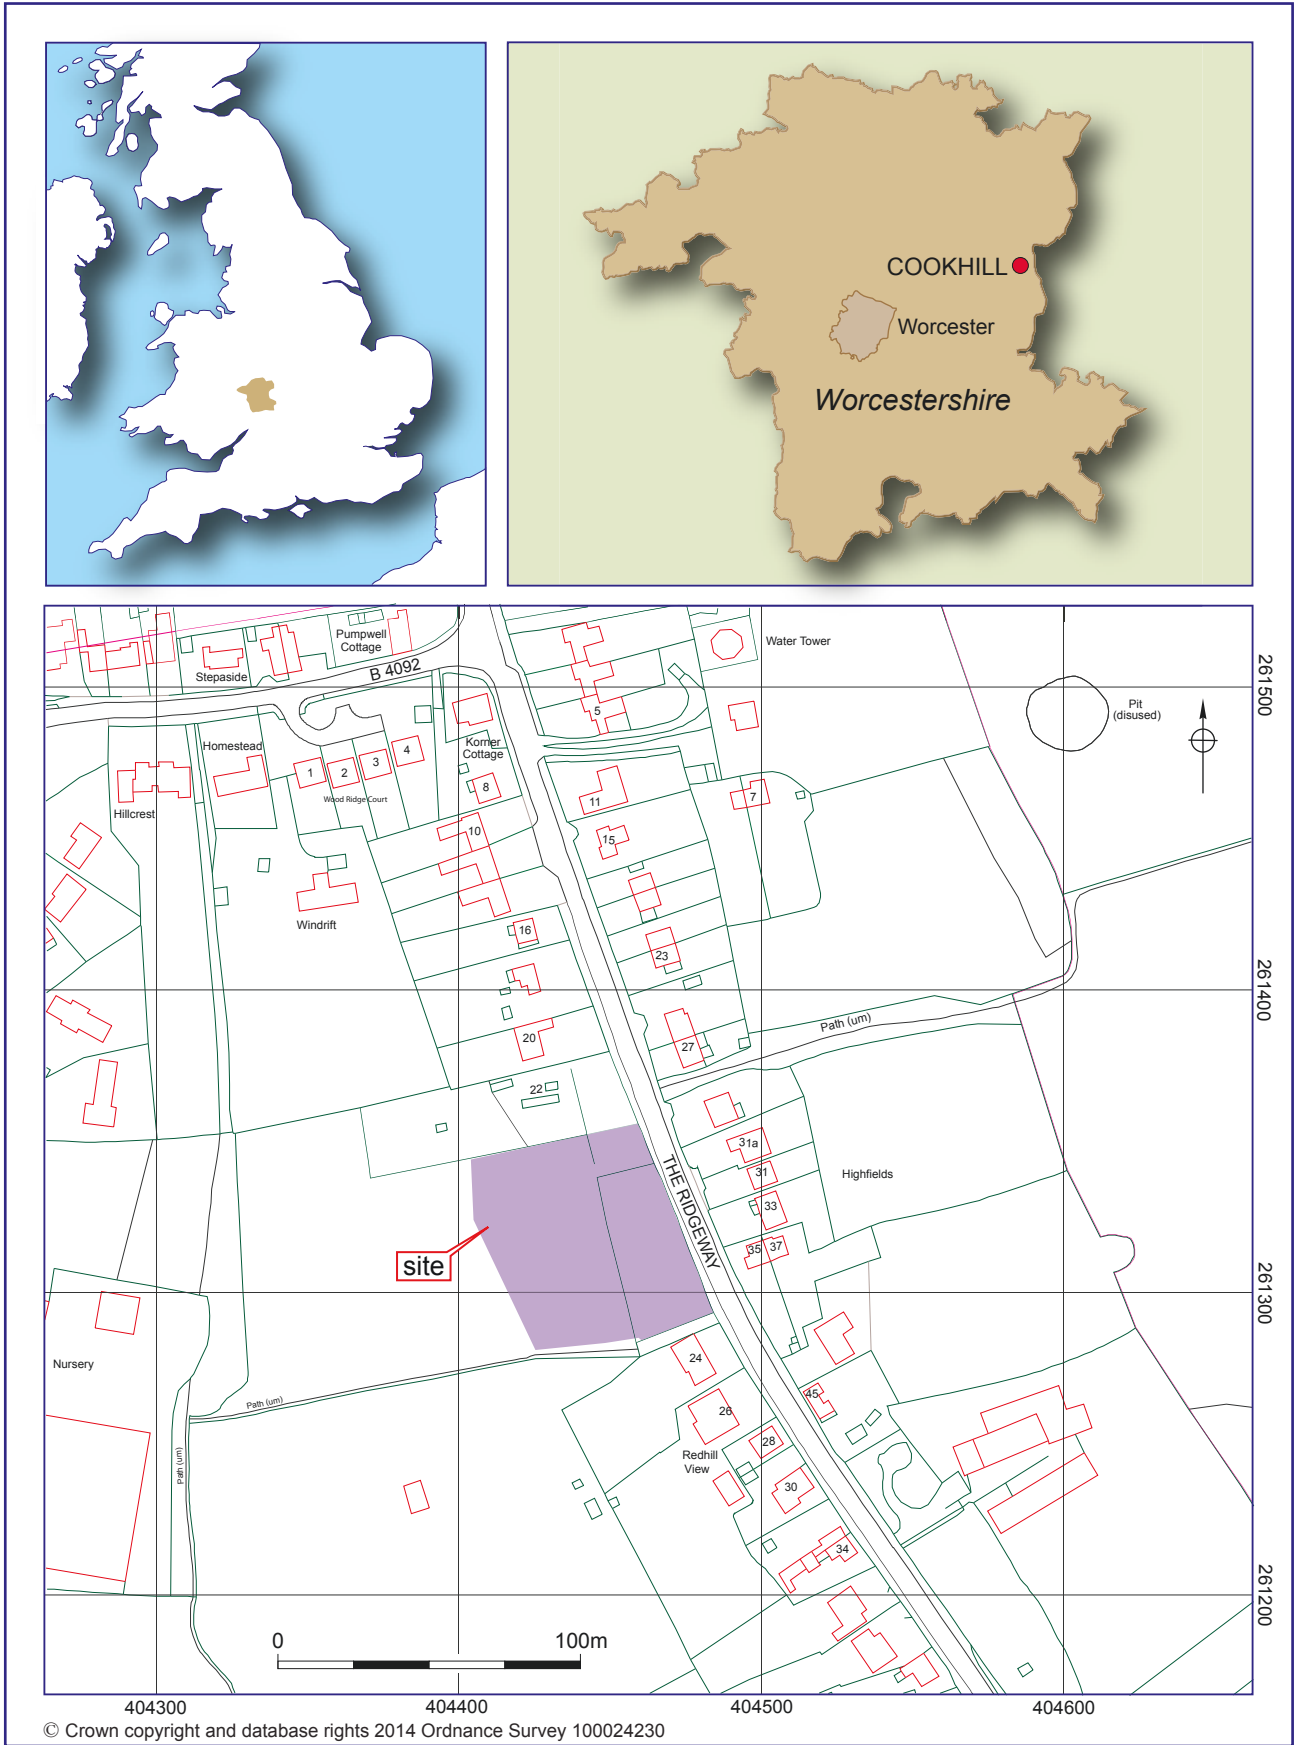 COOKHILL
Worcester
Worcestershire
Pumpwell
Cottage
Stepaside
B 4092
Water Tower
261500
Pit
(disused)
5
Homestead
Korner
Cottage
1
2
3
4
Wood Ridge Court
8
Hillcrest
11
7
10
15
Windrift
16
23
261400
20
27
Path (um)
22
31a
31
Highfields
THE RIDGEWAY
33
35
37
site
261300
24
Nursery
45
Path (um)
26
28
Redhill
View
Path (um)
30
34
261200
0
100m
404300
404400
404500
404600
© Crown copyright and database rights 2014 Ordnance Survey 100024230